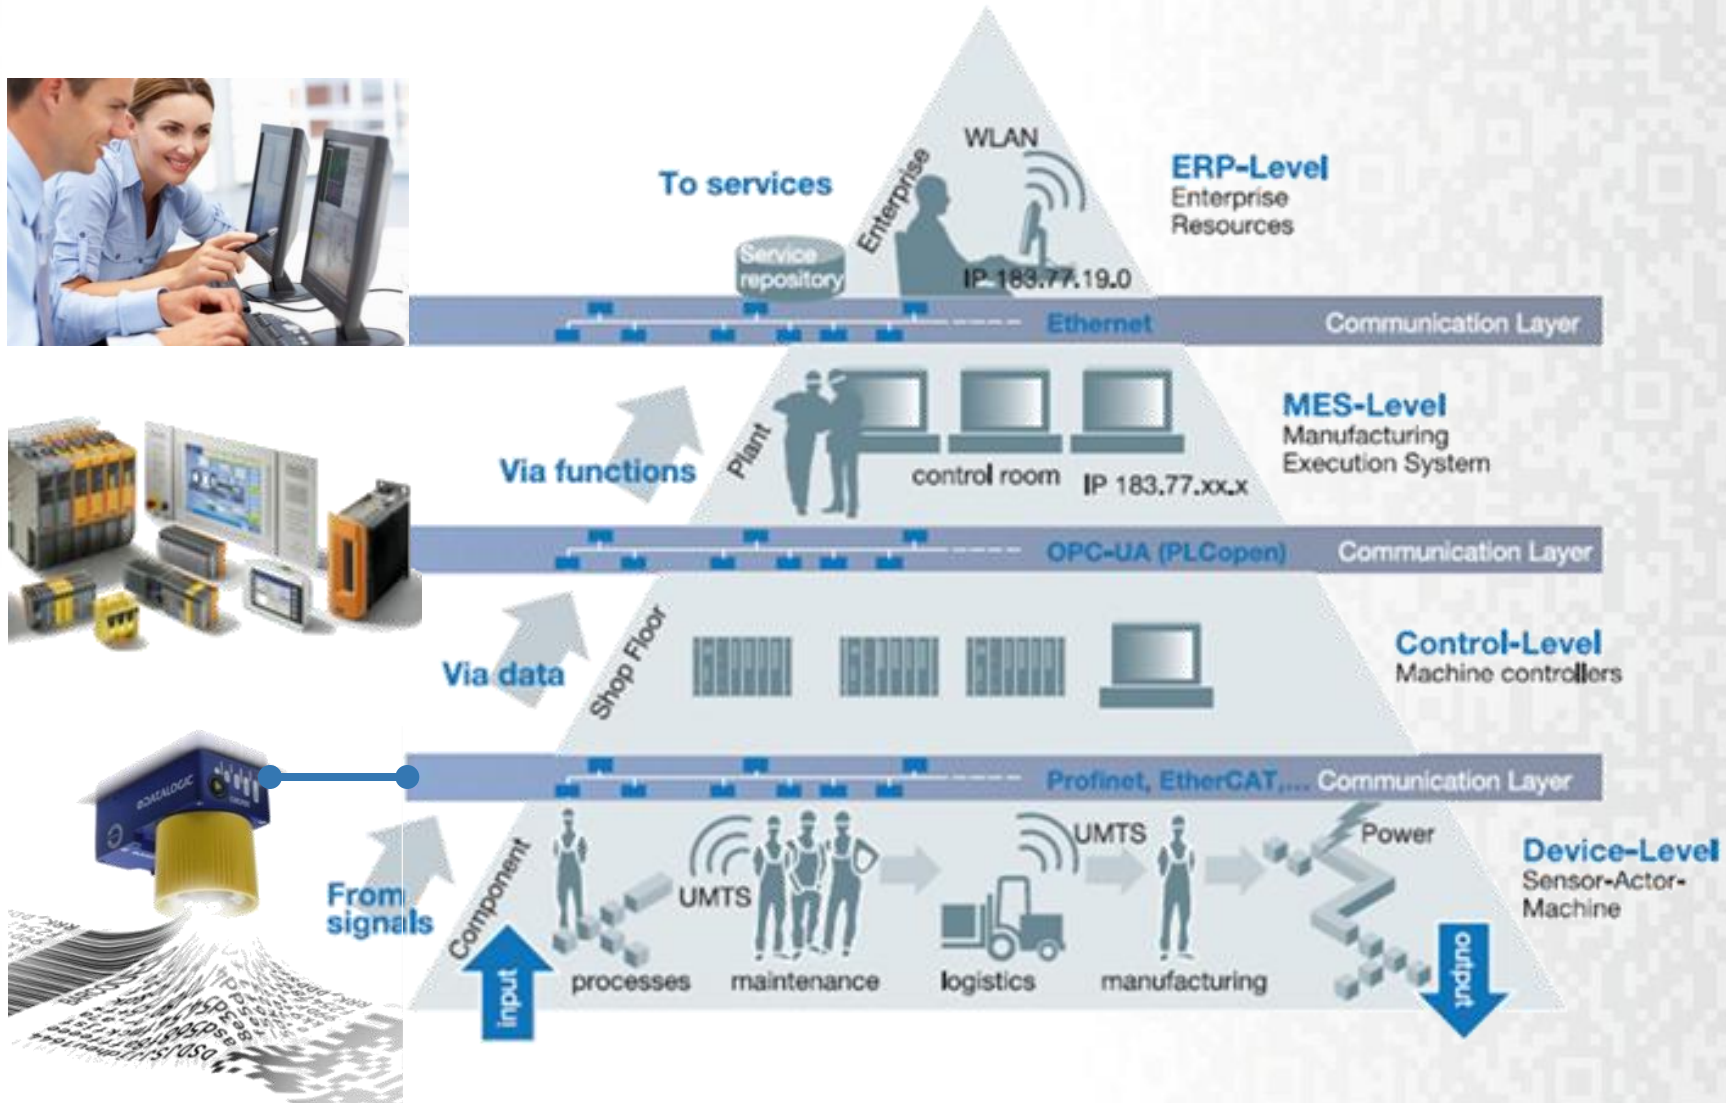 WLAN
Enterprise
To services
ERP-Level
Enterprise
Resources
Service
repository
IP 183.77.19.0
Ethernet
Communication Layer
Plant
Via functions
control room
IP 183.77.xx.x
MES-Level
Manufacturing
Execution System
OPC-UA (PLCopen)
Communication Layer
Shop Floor
Via data
Control-Level
Machine controllers
DATALOGIC
Profinet, EtherCAT,...
Communication Layer
Component
From
signals
UMTS
UMTS
Power
Device-Level
Sensor-Actor-
Machine
input
processes
maintenance
logistics
manufacturing
output